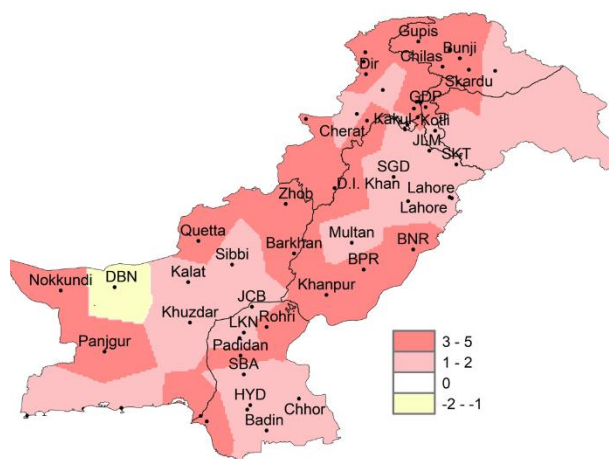 Gupis
Bunji
Chilas
Dir
Skardu
GDP
Kakul
Kotli
Cherat
JLM
SKT
SGD
D.I. Khan
Lahore
Lahore
Zhob
Multan
Quetta
BNR
Barkhan
Sibbi
BPR
DBN
Kalat
Nokkundi
Khanpur
JCB
Khuzdar
LKN
Rohri
Panjgur
Padidan
SBA
HYD
Chhor
Badin
3 - 5
1 - 2
0
-2 - -1